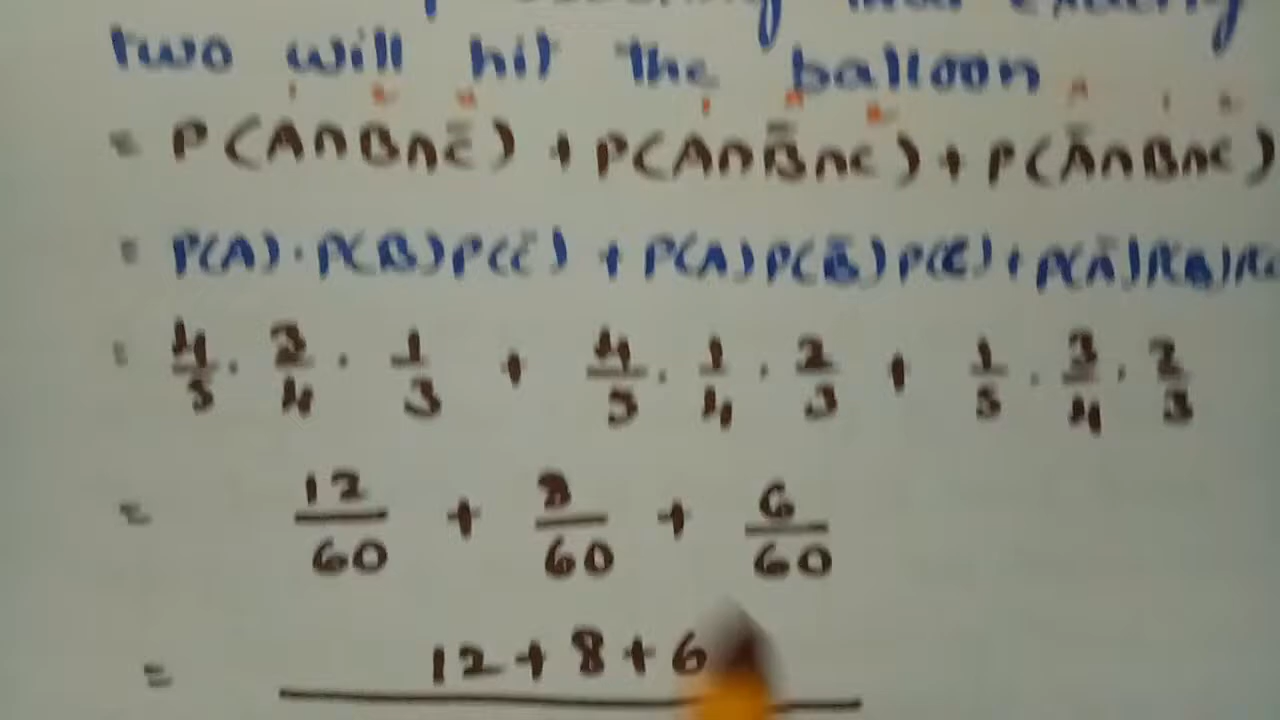 two will hit the balloon
= P(A∩B∩C̄) + P(A∩B̄∩C) + P(Ā∩B∩C)
= P(A)·P(B)P(C̄) + P(A)P(B̄)P(C) + P(Ā)P(B)P(C
= 4/5 · 3/4 · 1/3 + 4/5 · 1/4 · 2/3 + 1/5 · 3/4 · 2/3
= 12/60 + 8/60 + 6/60
= 12+8+6